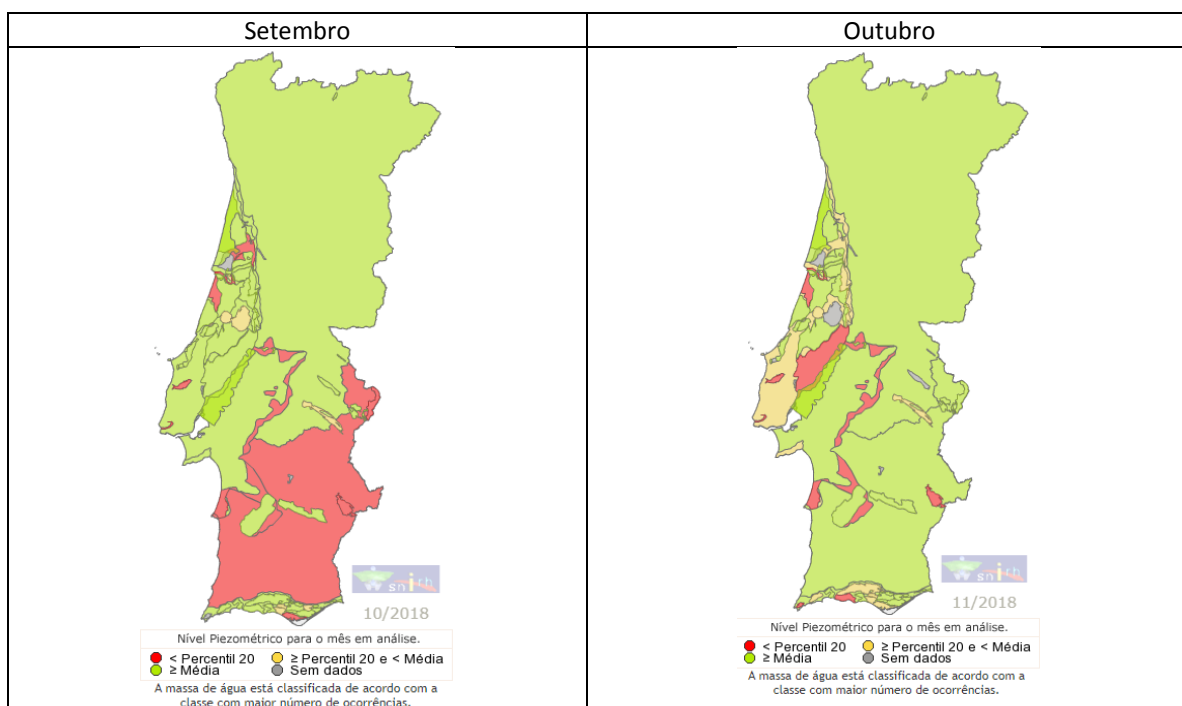 Setembro
Outubro
snirh
10/2018
Nível Piezométrico para o mês em análise.
< Percentil 20
≥ Percentil 20 e < Média
≥ Média
Sem dados
A massa de água está classificada de acordo com a
classe com maior número de ocorrências.
snirh
11/2018
Nível Piezométrico para o mês em análise.
< Percentil 20
≥ Percentil 20 e < Média
≥ Média
Sem dados
A massa de água está classificada de acordo com a
classe com maior número de ocorrências.